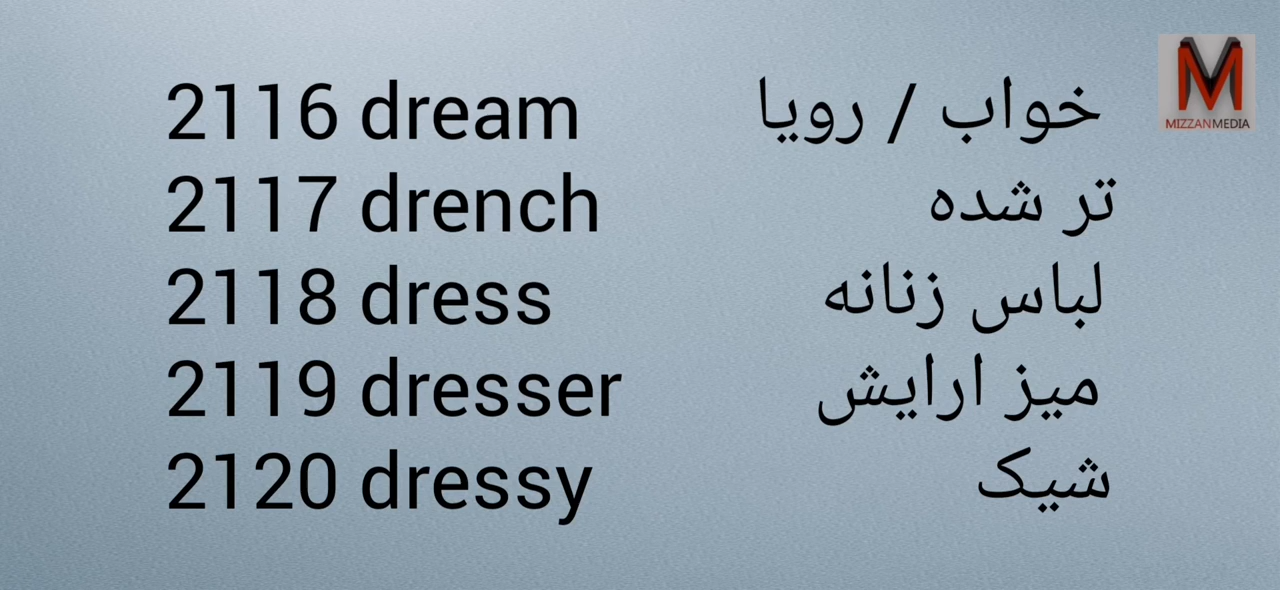 2116 dream خواب / رویا
2117 drench تر شده
2118 dress لباس زنانه
2119 dresser میز ارایش
2120 dressy شیک
MIZZANMEDIA